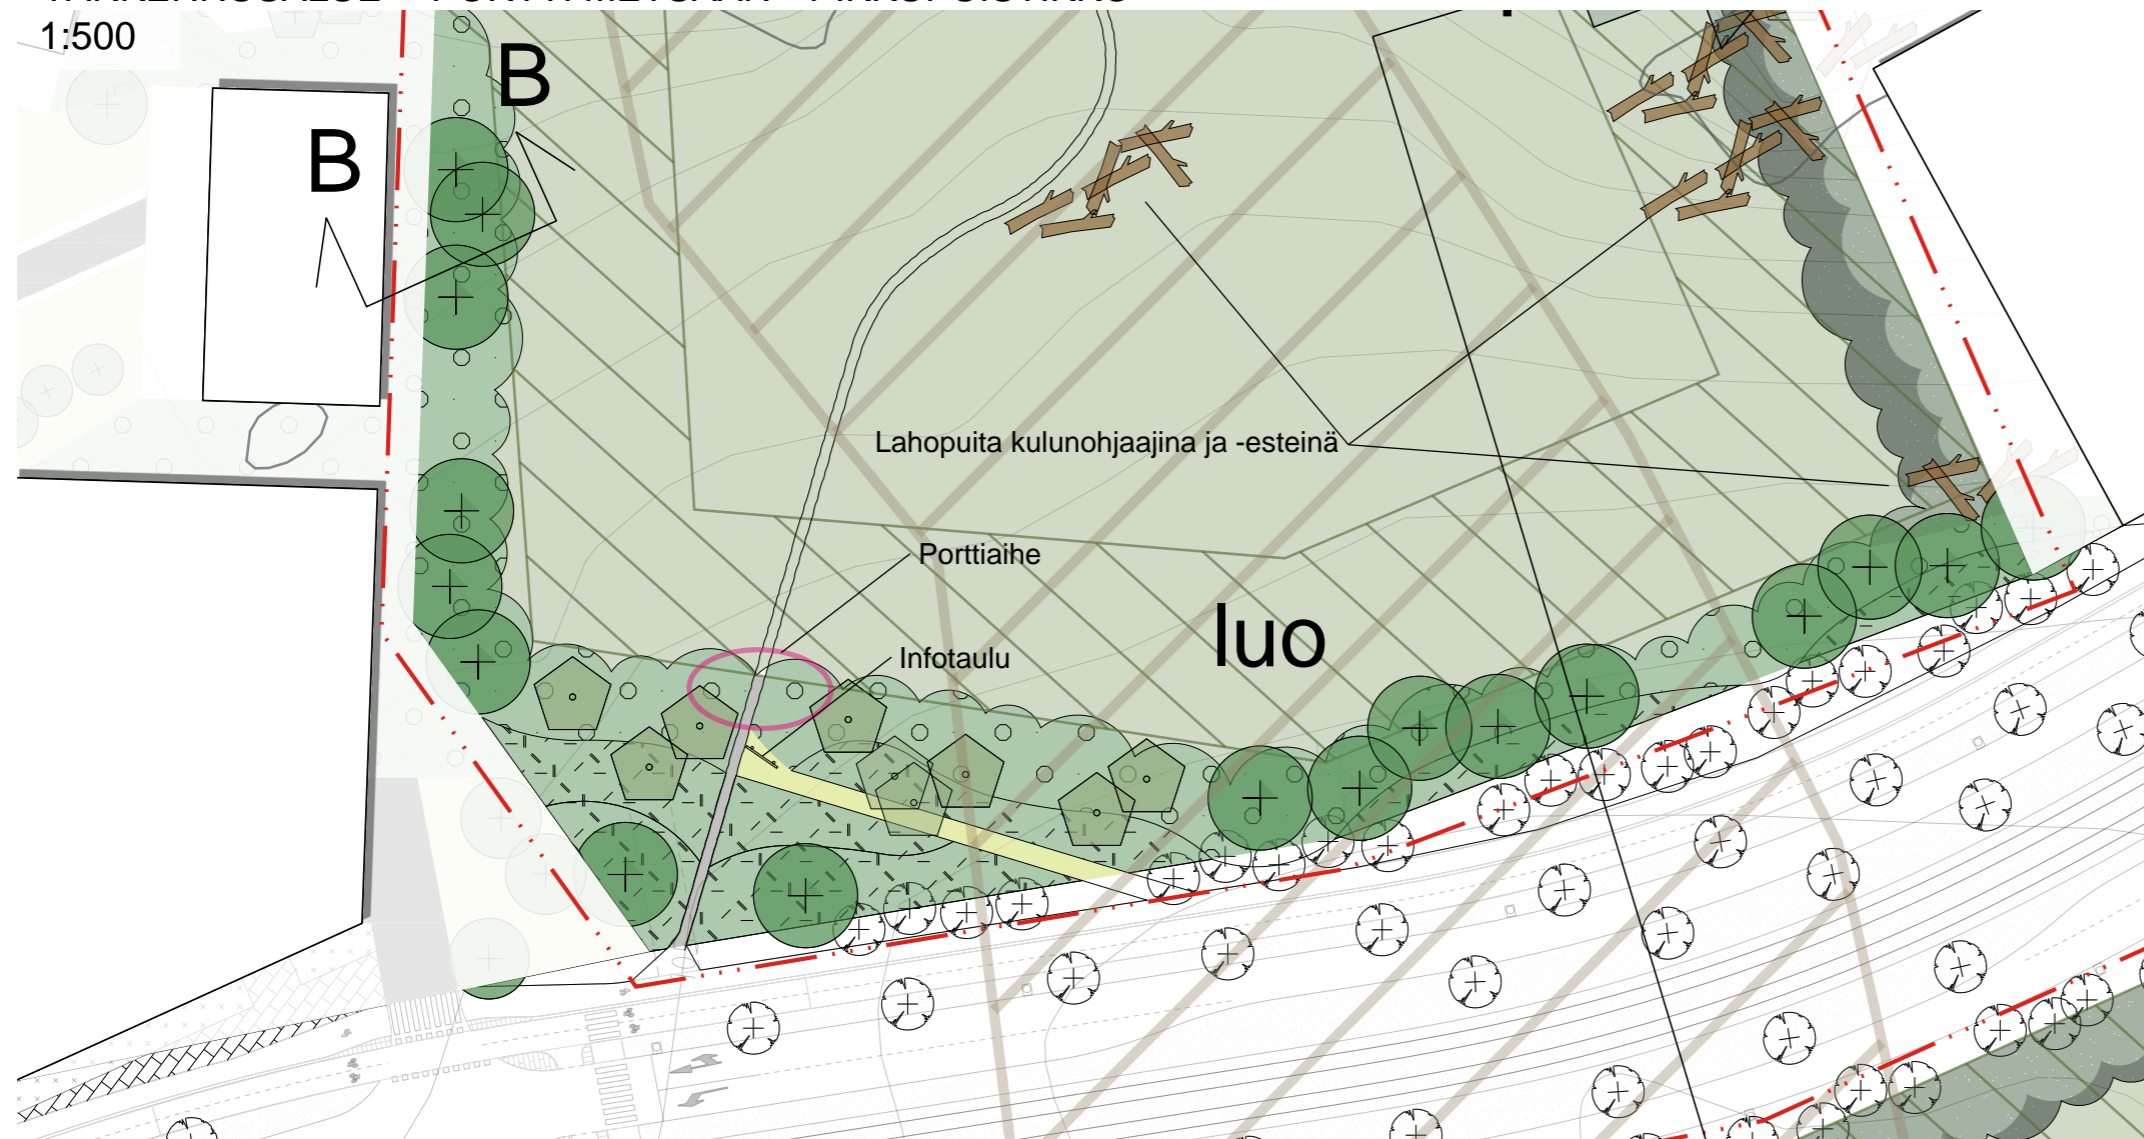 1:500
B
B
Lahopuita kulunohjaajina ja -esteinä
Porttiaihe
luo
Infotaulu